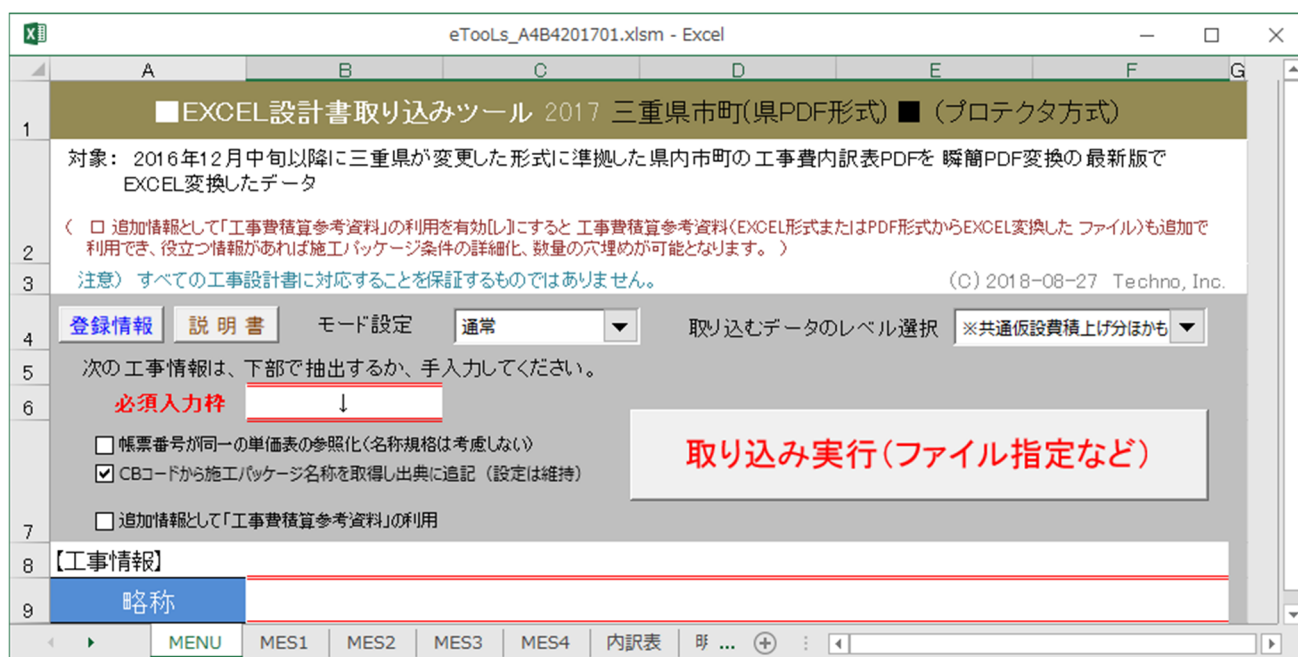 eTooLs_A4B4201701.xlsm - Excel
A B C D E F G
1 ■EXCEL設計書取り込みツール 2017 三重県市町(県PDF形式) ■ (プロテクタ方式)
対象: 2016年12月中旬以降に三重県が変更した形式に準拠した県内市町の工事費内訳表PDFを 瞬簡PDF変換の最新版で
EXCEL変換したデータ
( ロ 追加情報として「工事費積算参考資料」の利用を有効[レ]にすると 工事費積算参考資料(EXCEL形式またはPDF形式からEXCEL変換した ファイル)も追加で
2 利用でき、役立つ情報があれば施工パッケージ条件の詳細化、数量の穴埋めが可能となります。 )
3 注意) すべての工事設計書に対応することを保証するものではありません。 (C) 2018-08-27 Techno, Inc.
4 登録情報 説 明 書 モード設定 通常 取り込むデータのレベル選択 ※共通仮設費積上げ分ほかも
5 次の工事情報は、下部で抽出するか、手入力してください。
6 必須入力枠 ↓
帳票番号が同一の単価表の参照化(名称規格は考慮しない)
取り込み実行(ファイル指定など)
CBコードから施工パッケージ名称を取得し出典に追記 (設定は維持)
7 追加情報として「工事費積算参考資料」の利用
8 【工事情報】
9 略称
MENU MES1 MES2 MES3 MES4 内訳表 ...